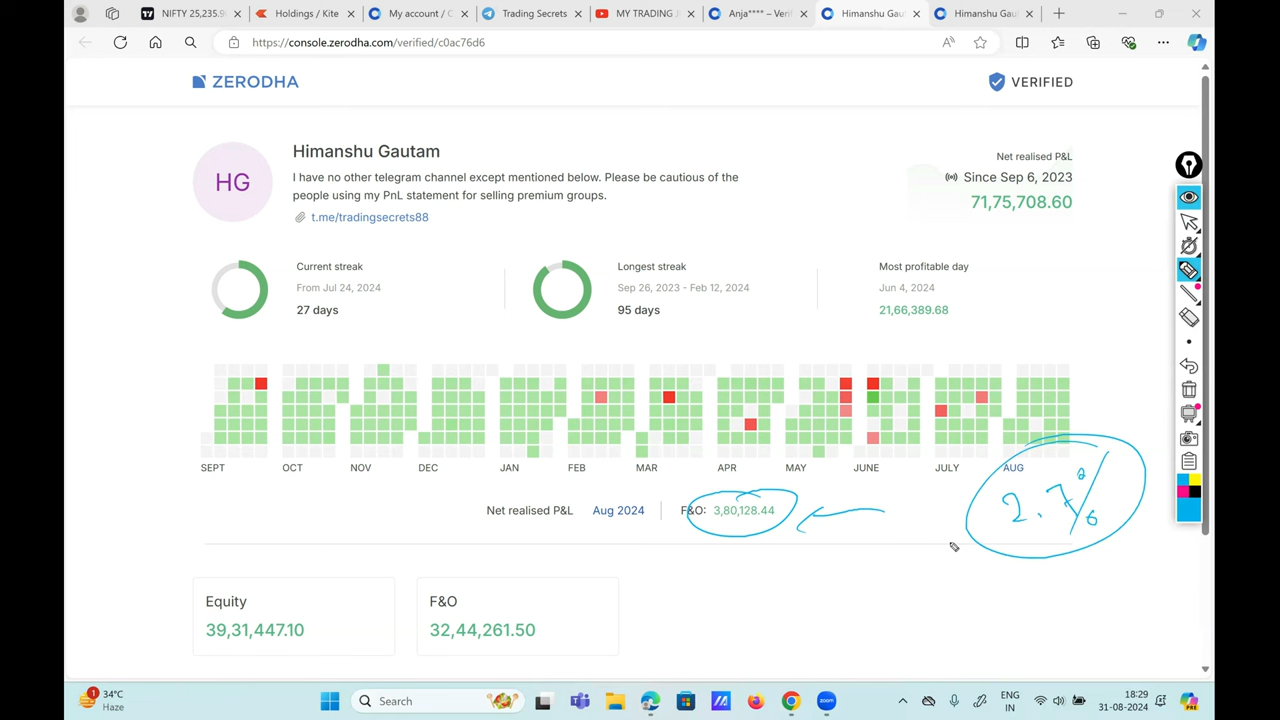 NIFTY 25,235.9
Holdings / Kite
My account / C
Trading Secrets
MY TRADING J
Anja**** – Veri
Himanshu Gau
Himanshu Gau
https://console.zerodha.com/verified/c0ac76d6
ZERODHA
VERIFIED
HG
Himanshu Gautam
I have no other telegram channel except mentioned below. Please be cautious of the
people using my PnL statement for selling premium groups.
t.me/tradingsecrets88
Net realised P&L
Since Sep 6, 2023
71,75,708.60
Current streak
From Jul 24, 2024
27 days
Longest streak
Sep 26, 2023 - Feb 12, 2024
95 days
Most profitable day
Jun 4, 2024
21,66,389.68
SEPT OCT NOV DEC JAN FEB MAR APR MAY JUNE JULY AUG
Net realised P&L Aug 2024 F&O: 3,80,128.44
2.7%
Equity
39,31,447.10
F&O
32,44,261.50
1
34°C
Haze
Search
zoom
ENG
IN
18:29
31-08-2024
PRE